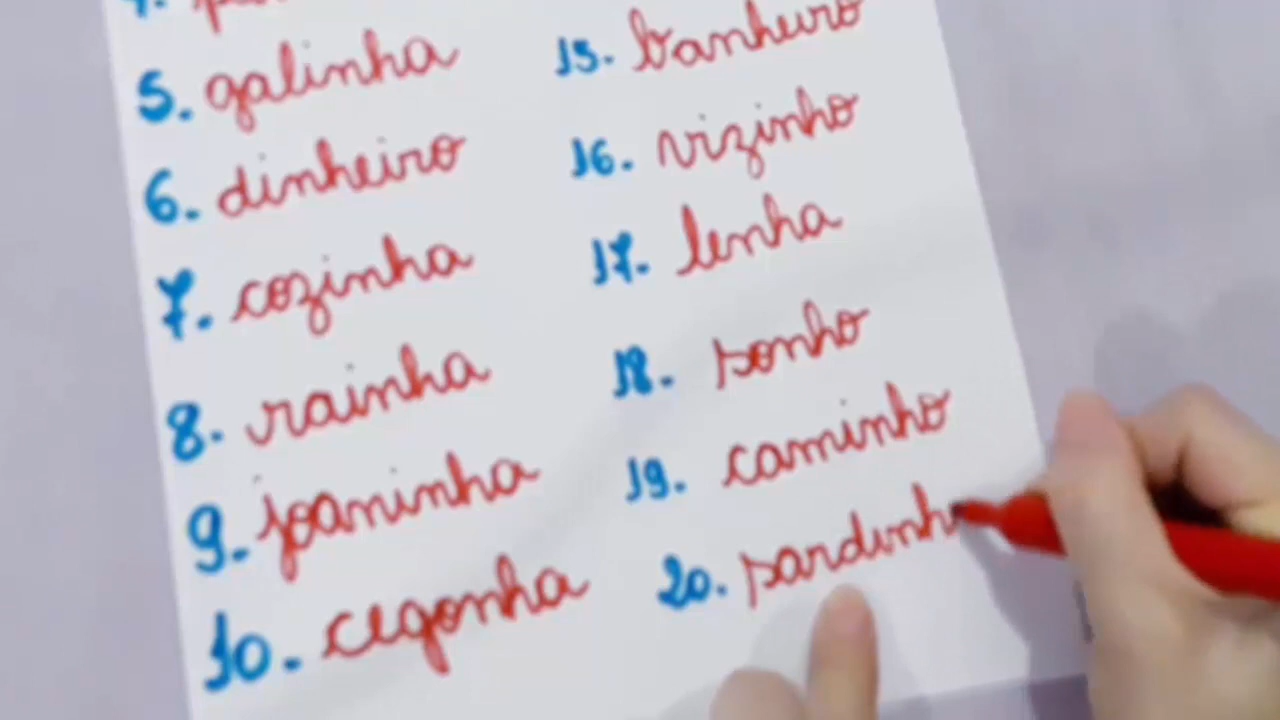 4.
5. galinha
6. dinheiro
7. cozinha
8. rainha
9. joaninha
10. cegonha
15. banheiro
16. vizinho
17. lenha
18. sonho
19. caminho
20. sardinh